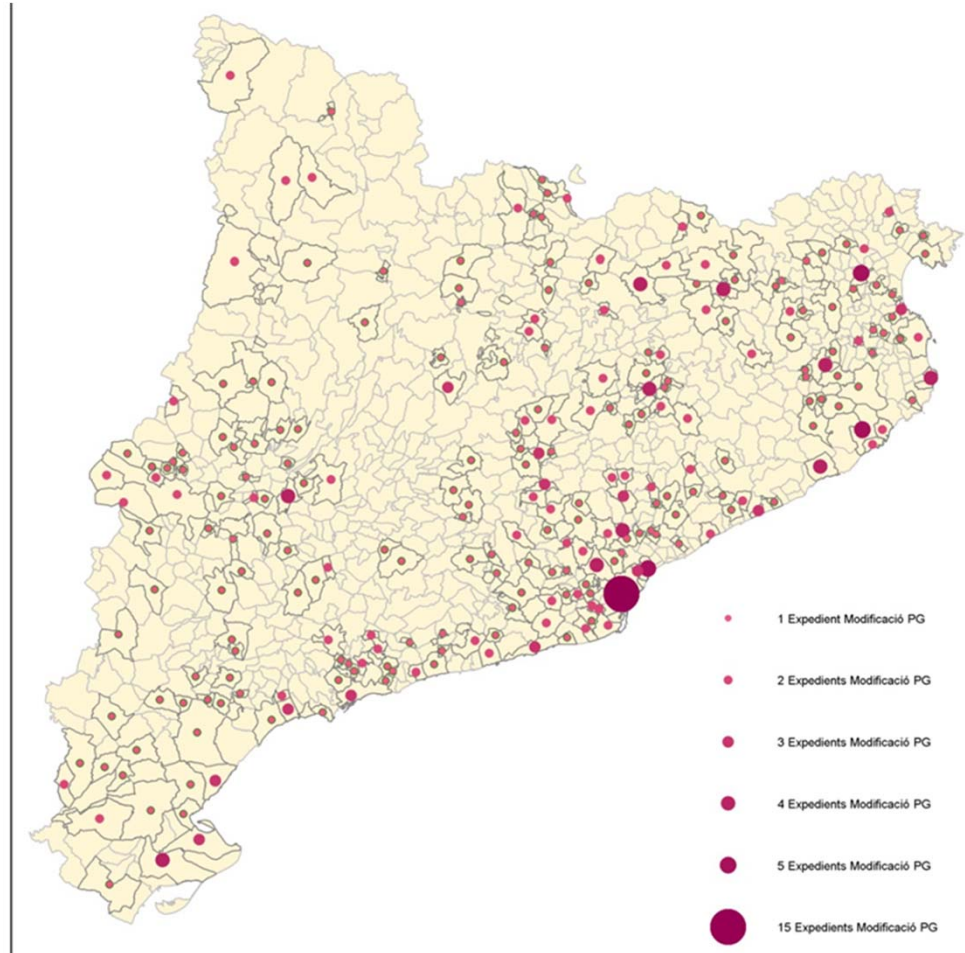 1 Expedient Modificació PG
2 Expedients Modificació PG
3 Expedients Modificació PG
4 Expedients Modificació PG
5 Expedients Modificació PG
15 Expedients Modificació PG